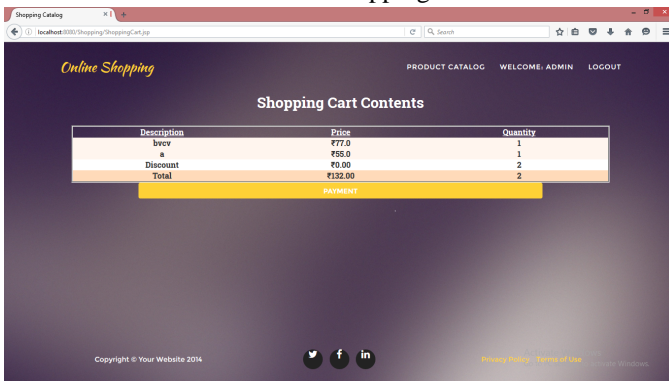 Shopping Catalog
localhost:8080/Shopping/ShoppingCart.jsp
Search
Online Shopping
PRODUCT CATALOG WELCOME: ADMIN LOGOUT
Shopping Cart Contents
Description Price Quantity
bvcv ₹77.0 1
a ₹55.0 1
Discount ₹0.00 2
Total ₹132.00 2
PAYMENT
Copyright © Your Website 2014
Privacy Policy Terms of Use
Windows.